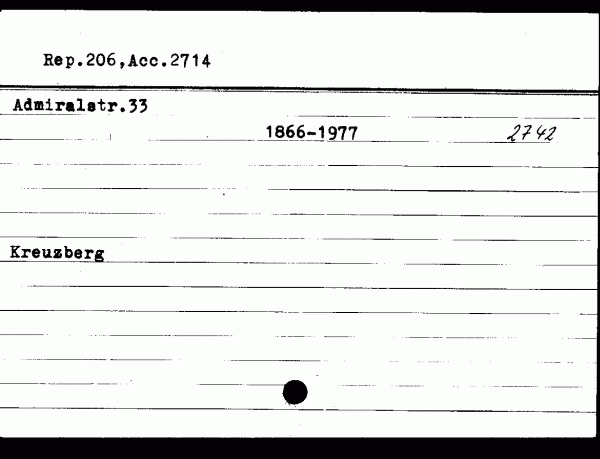 Rep.206,Acc.2714
Admiralstr.33
1866-1977 2742
Kreuzberg